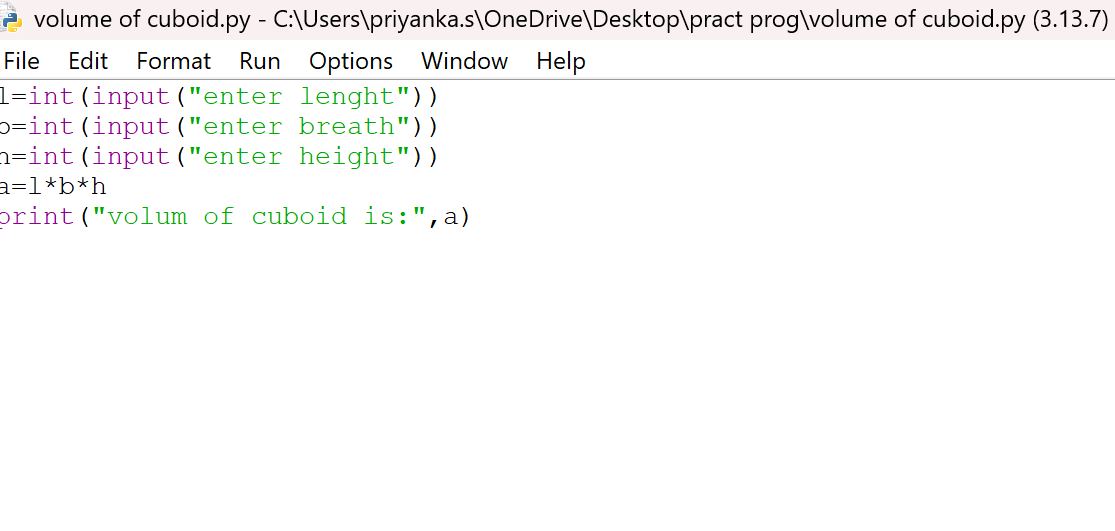 volume of cuboid.py - C:\Users\priyanka.s\OneDrive\Desktop\pract prog\volume of cuboid.py (3.13.7)
File Edit Format Run Options Window Help
l=int(input("enter lenght"))
b=int(input("enter breath"))
h=int(input("enter height"))
a=l*b*h
print("volum of cuboid is:",a)